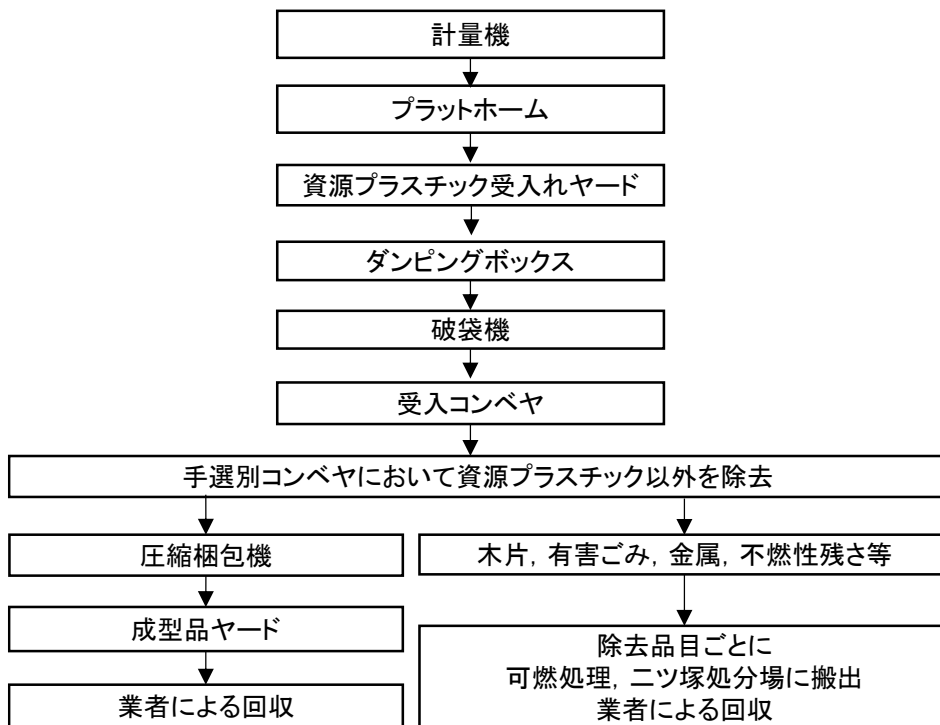 計量機
プラットホーム
資源プラスチック受入れヤード
ダンピングボックス
破袋機
受入コンベヤ
手選別コンベヤにおいて資源プラスチック以外を除去
圧縮梱包機
木片，有害ごみ，金属，不燃性残さ等
成型品ヤード
除去品目ごとに
可燃処理，二ツ塚処分場に搬出
業者による回収
業者による回収